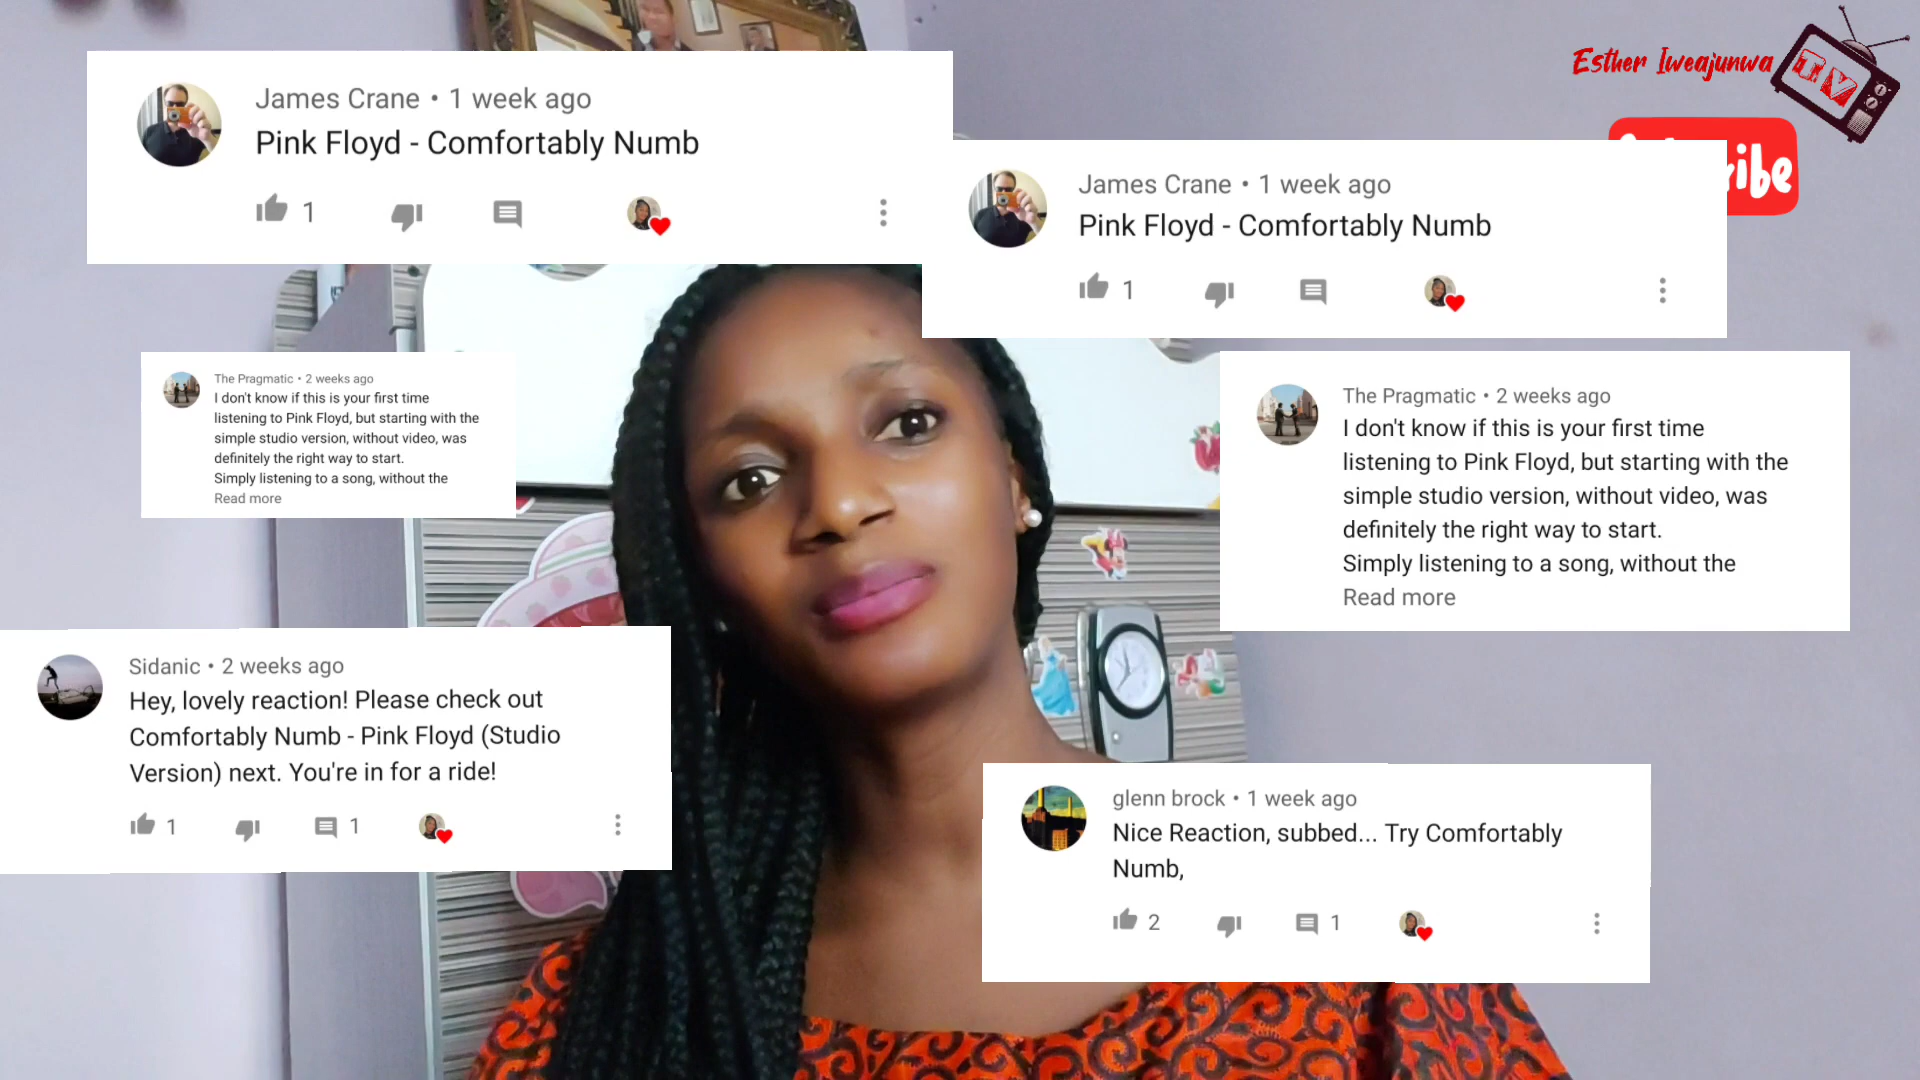 James Crane • 1 week ago
Pink Floyd - Comfortably Numb
1
Esther Iweajunwa
TV
James Crane • 1 week ago
Pink Floyd - Comfortably Numb
1
The Pragmatic • 2 weeks ago
I don't know if this is your first time
listening to Pink Floyd, but starting with the
simple studio version, without video, was
definitely the right way to start.
Simply listening to a song, without the
Read more
The Pragmatic • 2 weeks ago
I don't know if this is your first time
listening to Pink Floyd, but starting with the
simple studio version, without video, was
definitely the right way to start.
Simply listening to a song, without the
Read more
Sidanic • 2 weeks ago
Hey, lovely reaction! Please check out
Comfortably Numb - Pink Floyd (Studio
Version) next. You're in for a ride!
1 1
glenn brock • 1 week ago
Nice Reaction, subbed... Try Comfortably
Numb,
2 1